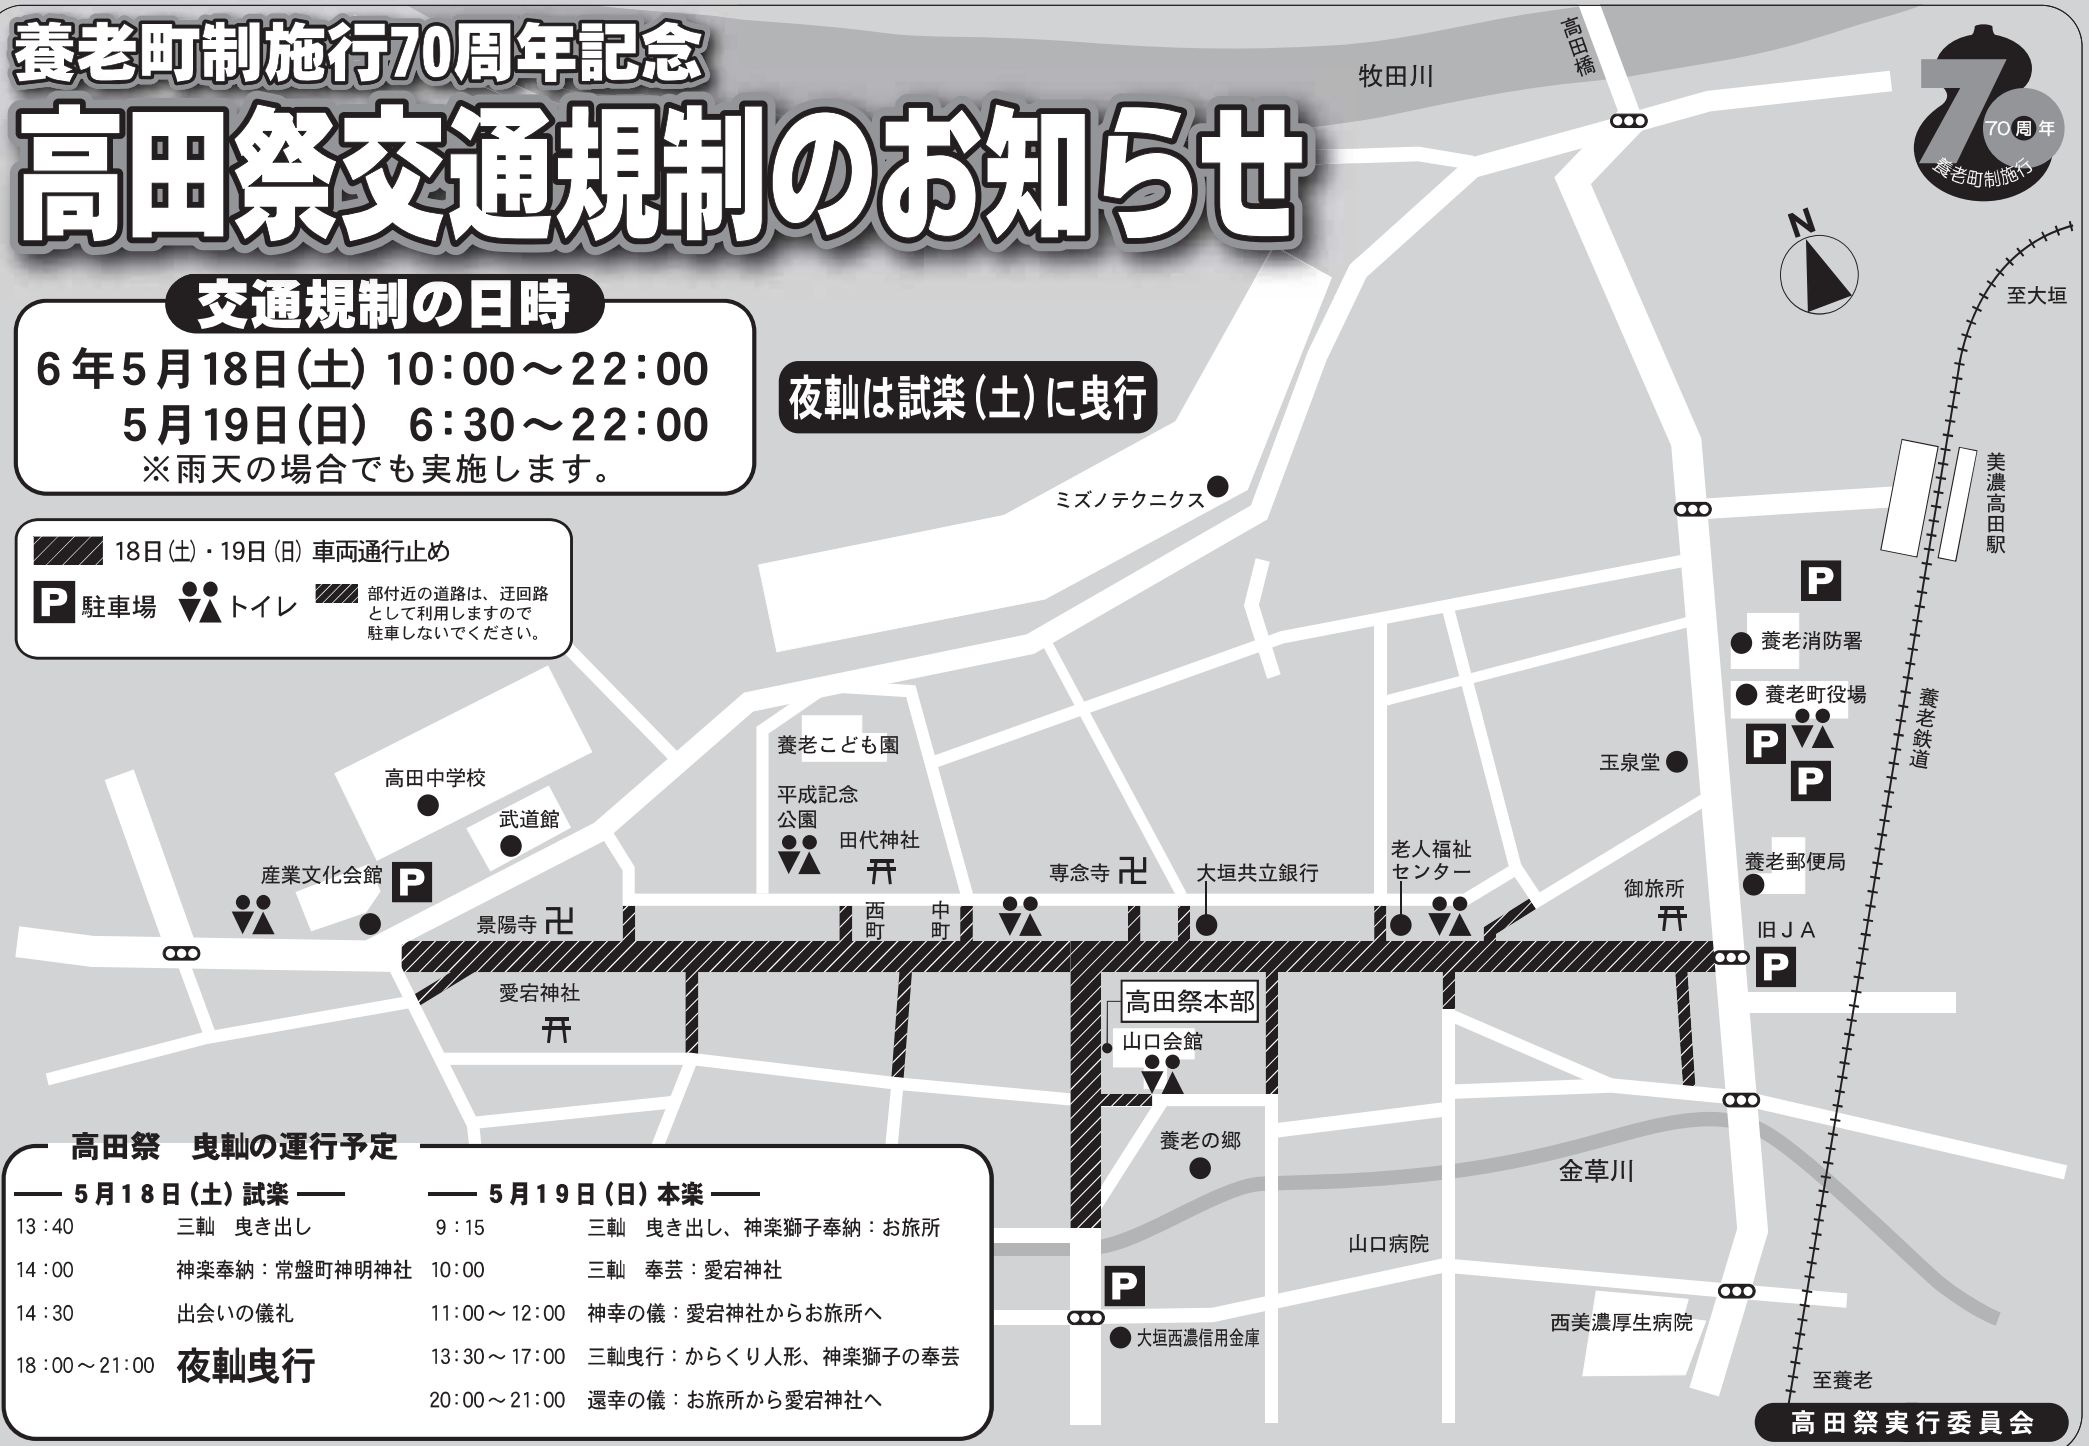 養老町制施行70周年記念
高田祭交通規制のお知らせ
交通規制の日時
6年5月18日(土) 10:00〜22:00
5月19日(日) 6:30〜22:00
※雨天の場合でも実施します。
夜軕は試楽(土)に曳行
18日(土)・19日(日) 車両通行止め
P 駐車場
トイレ
部付近の道路は、迂回路
として利用しますので
駐車しないでください。
牧田川
高田橋
70
70周年
養老町制施行
N
至大垣
美濃高田駅
ミズノテクニクス
P
養老消防署
養老町役場
P
P
養老鉄道
玉泉堂
養老郵便局
御旅所
旧JA
P
養老こども園
平成記念
公園
田代神社
高田中学校
武道館
産業文化会館
P
景陽寺
西町
中町
専念寺
大垣共立銀行
老人福祉
センター
愛宕神社
高田祭本部
山口会館
養老の郷
金草川
山口病院
P
大垣西濃信用金庫
西美濃厚生病院
至養老
高田祭 曳軕の運行予定
5月18日(土)試楽
13:40 三軕 曳き出し
14:00 神楽奉納:常盤町神明神社
14:30 出会いの儀礼
18:00〜21:00 夜軕曳行
5月19日(日)本楽
9:15 三軕 曳き出し、神楽獅子奉納:お旅所
10:00 三軕 奉芸:愛宕神社
11:00〜12:00 神幸の儀:愛宕神社からお旅所へ
13:30〜17:00 三軕曳行:からくり人形、神楽獅子の奉芸
20:00〜21:00 還幸の儀:お旅所から愛宕神社へ
高田祭実行委員会